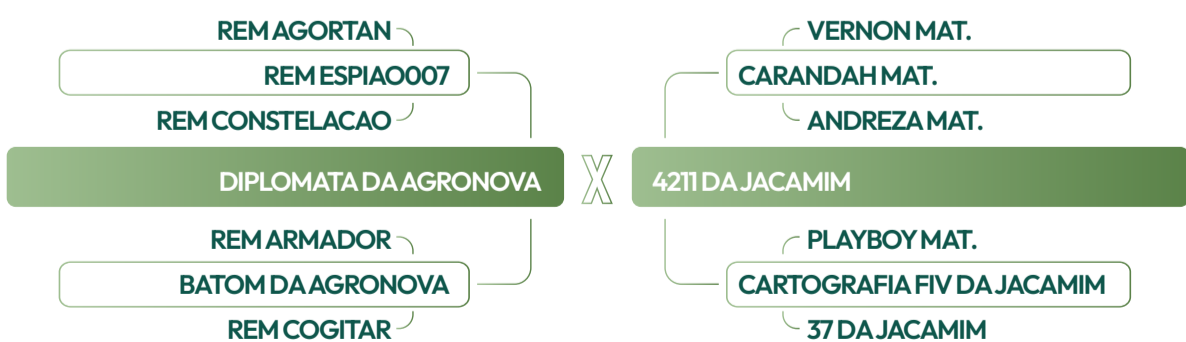 REM AGORTAN
REM ESPIAO007
REM CONSTELACAO
DIPLOMATA DA AGRONOVA
REM ARMADOR
BATOM DA AGRONOVA
REM COGITAR
X
VERNON MAT.
CARANDAH MAT.
ANDREZA MAT.
4211 DA JACAMIM
PLAYBOY MAT.
CARTOGRAFIA FIV DA JACAMIM
37 DA JACAMIM